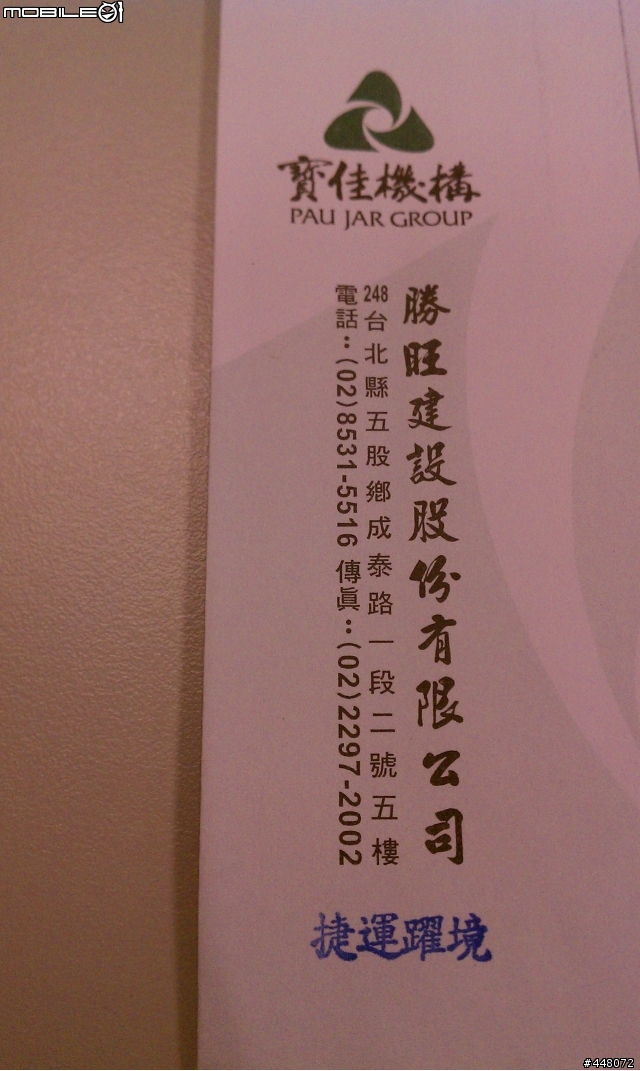 MOBILE01
寶佳機構
PAU JAR GROUP
勝旺建設股份有限公司
248台北縣五股鄉成泰路一段二號五樓
電話:(02)8531-5516 傳眞:(02)2297-2002
捷運躍境
#448072